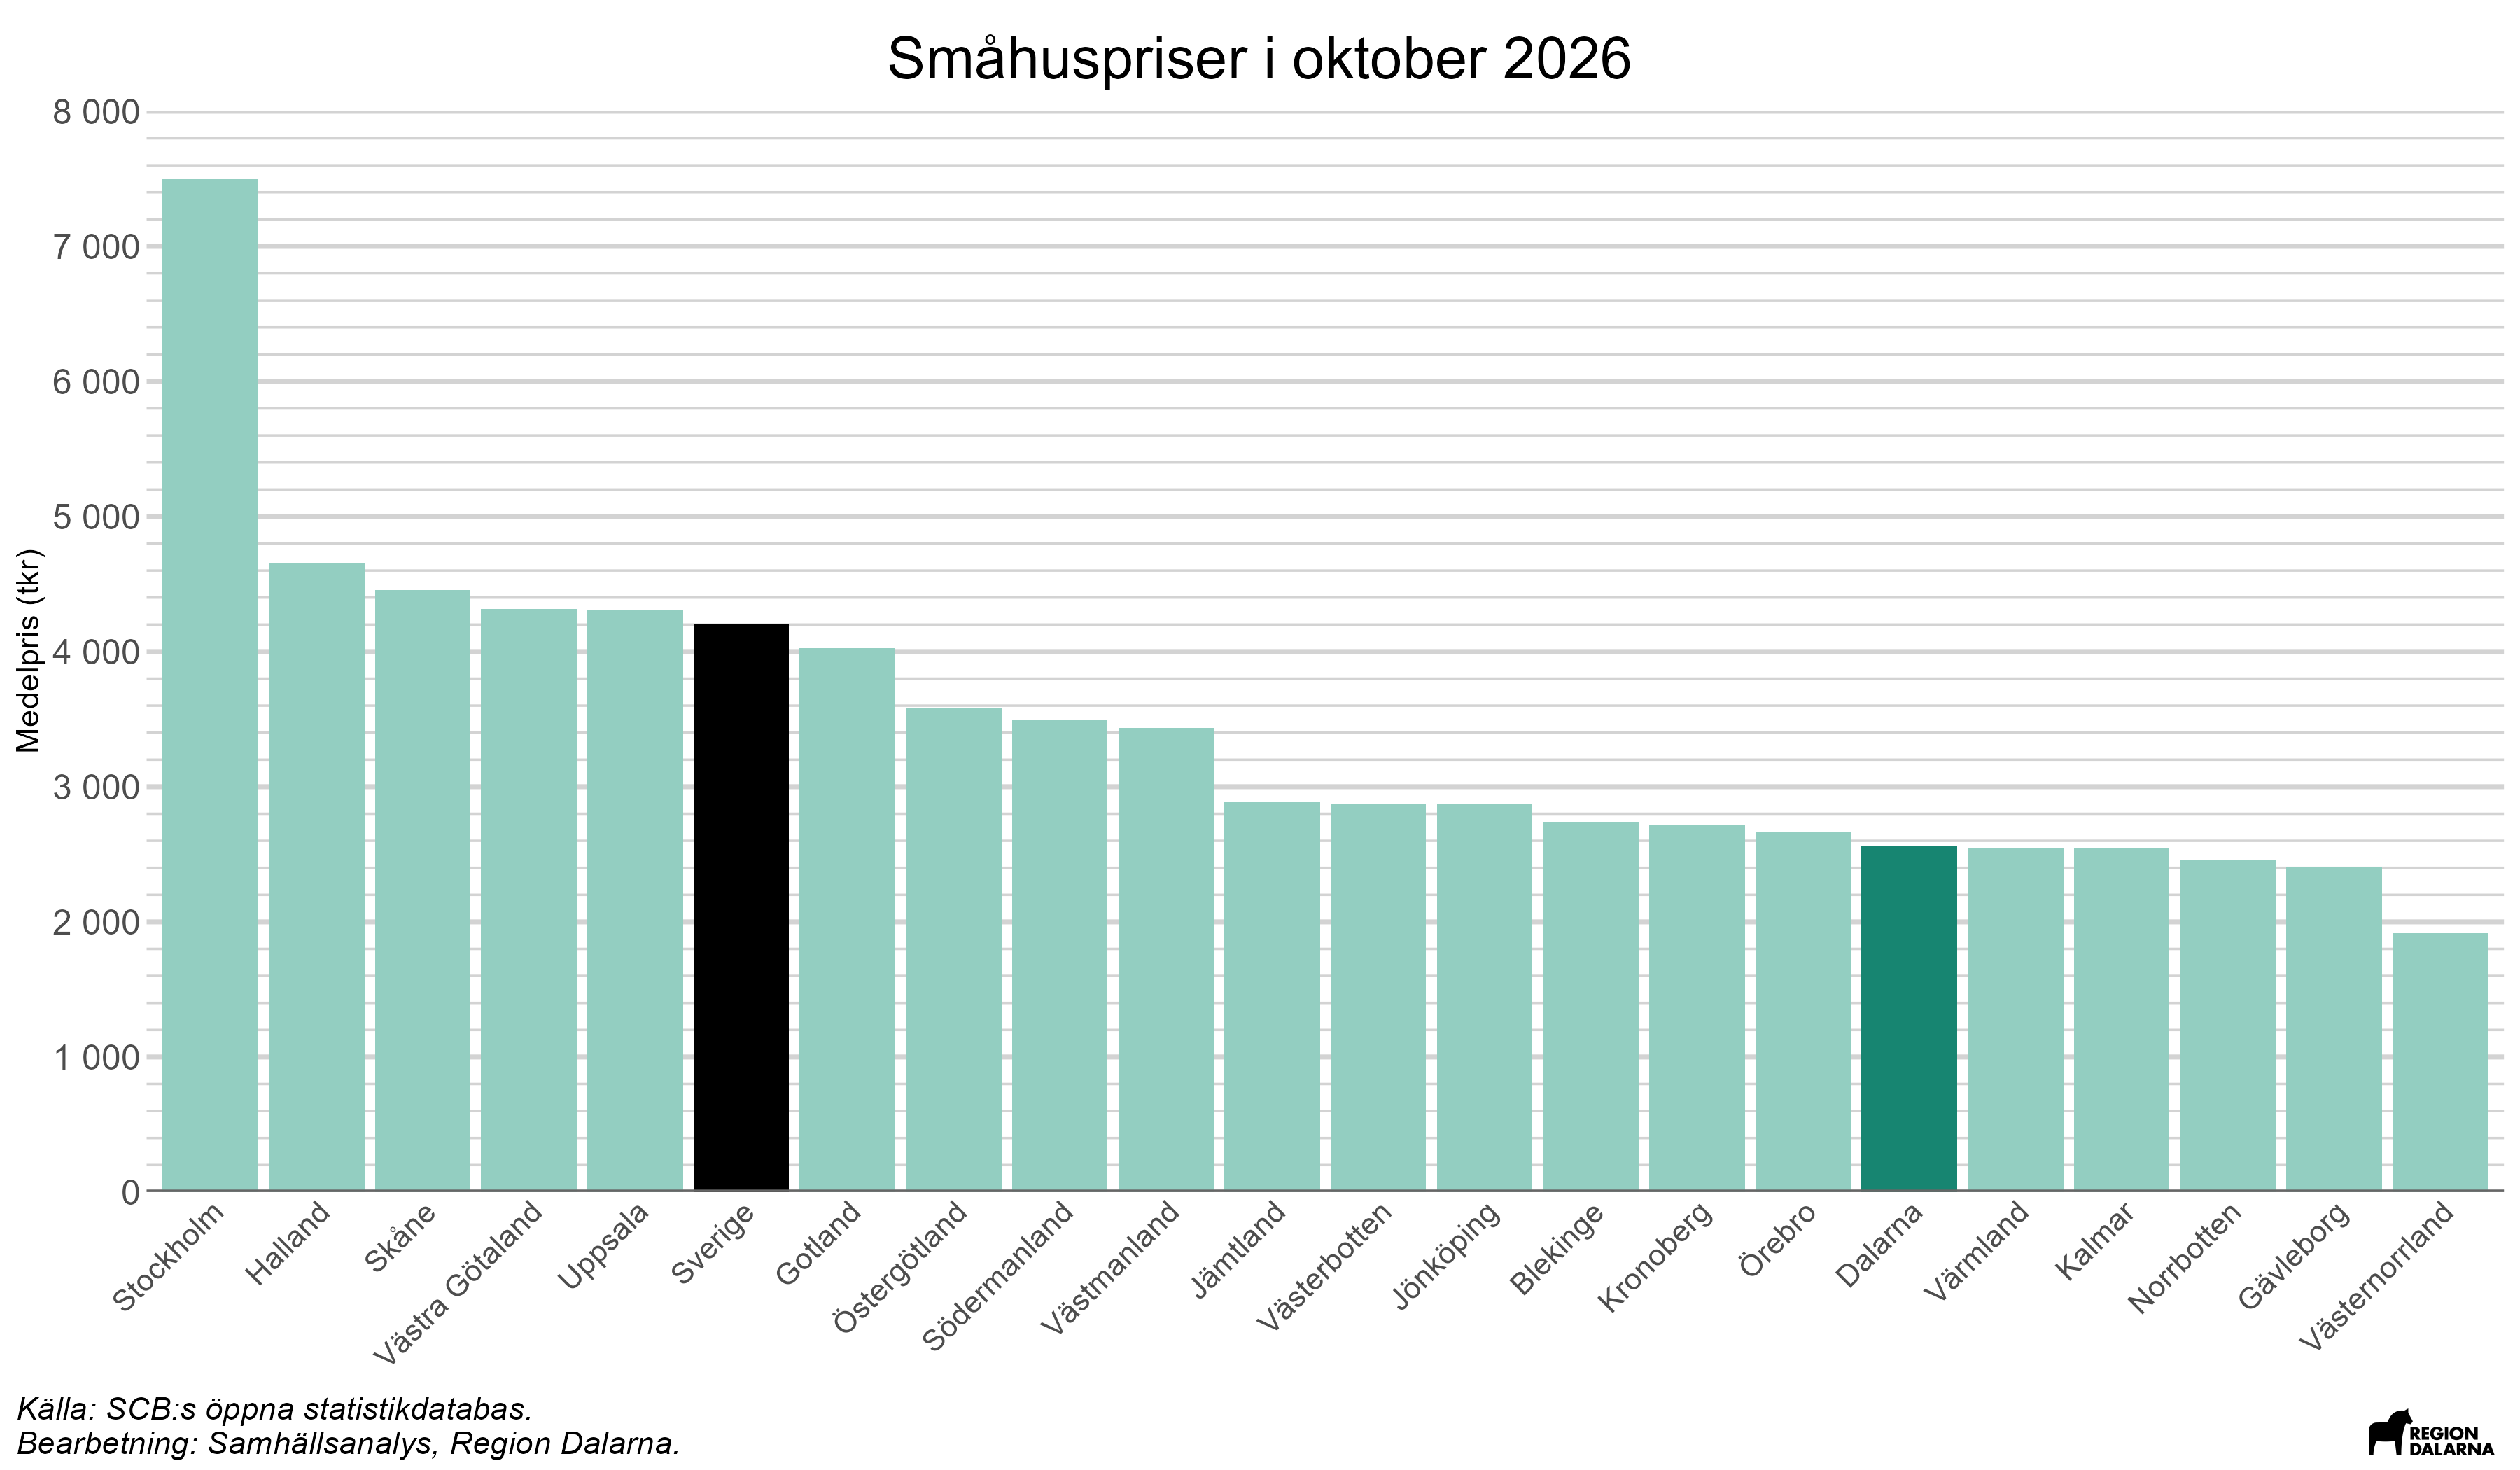 Småhuspriser i oktober 2026
8 000
7 000
6 000
5 000
4 000
3 000
2 000
1 000
0
Medelpris (tkr)
Stockholm
Halland
Skåne
Västra Götaland
Uppsala
Sverige
Gotland
Östergötland
Södermanland
Västmanland
Jämtland
Västerbotten
Jönköping
Blekinge
Kronoberg
Örebro
Dalarna
Värmland
Kalmar
Norrbotten
Gävleborg
Västernorrland
Källa: SCB:s öppna statistikdatabas.
Bearbetning: Samhällsanalys, Region Dalarna.
REGION
DALARNA